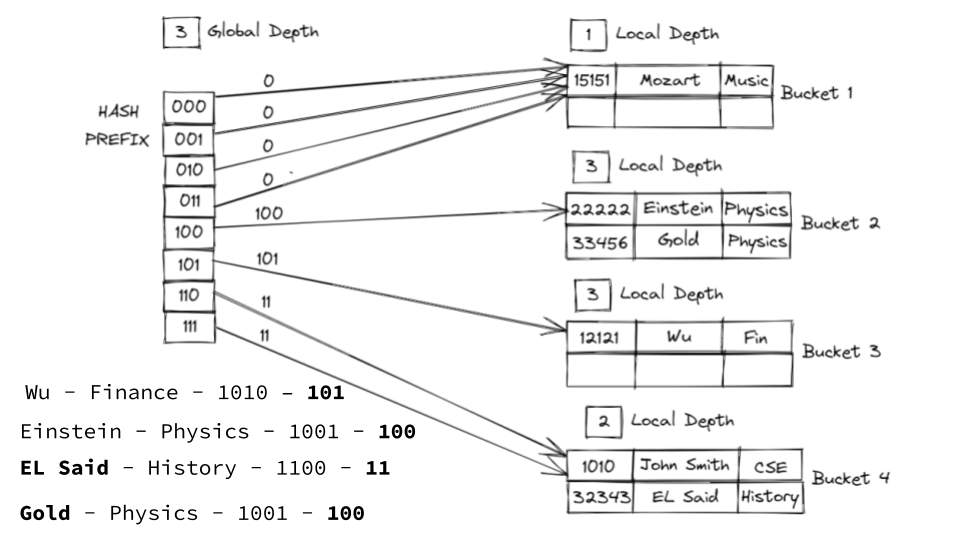 3 Global Depth
HASH
PREFIX
000
001
010
011
100
101
110
111
0
0
0
0
100
101
11
11
1 Local Depth
15151 Mozart Music
Bucket 1
3 Local Depth
22222 Einstein Physics
33456 Gold Physics
Bucket 2
3 Local Depth
12121 Wu Fin
Bucket 3
2 Local Depth
1010 John Smith CSE
32343 EL Said History
Bucket 4
Wu - Finance - 1010 - 101
Einstein - Physics - 1001 - 100
EL Said - History - 1100 - 11
Gold - Physics - 1001 - 100